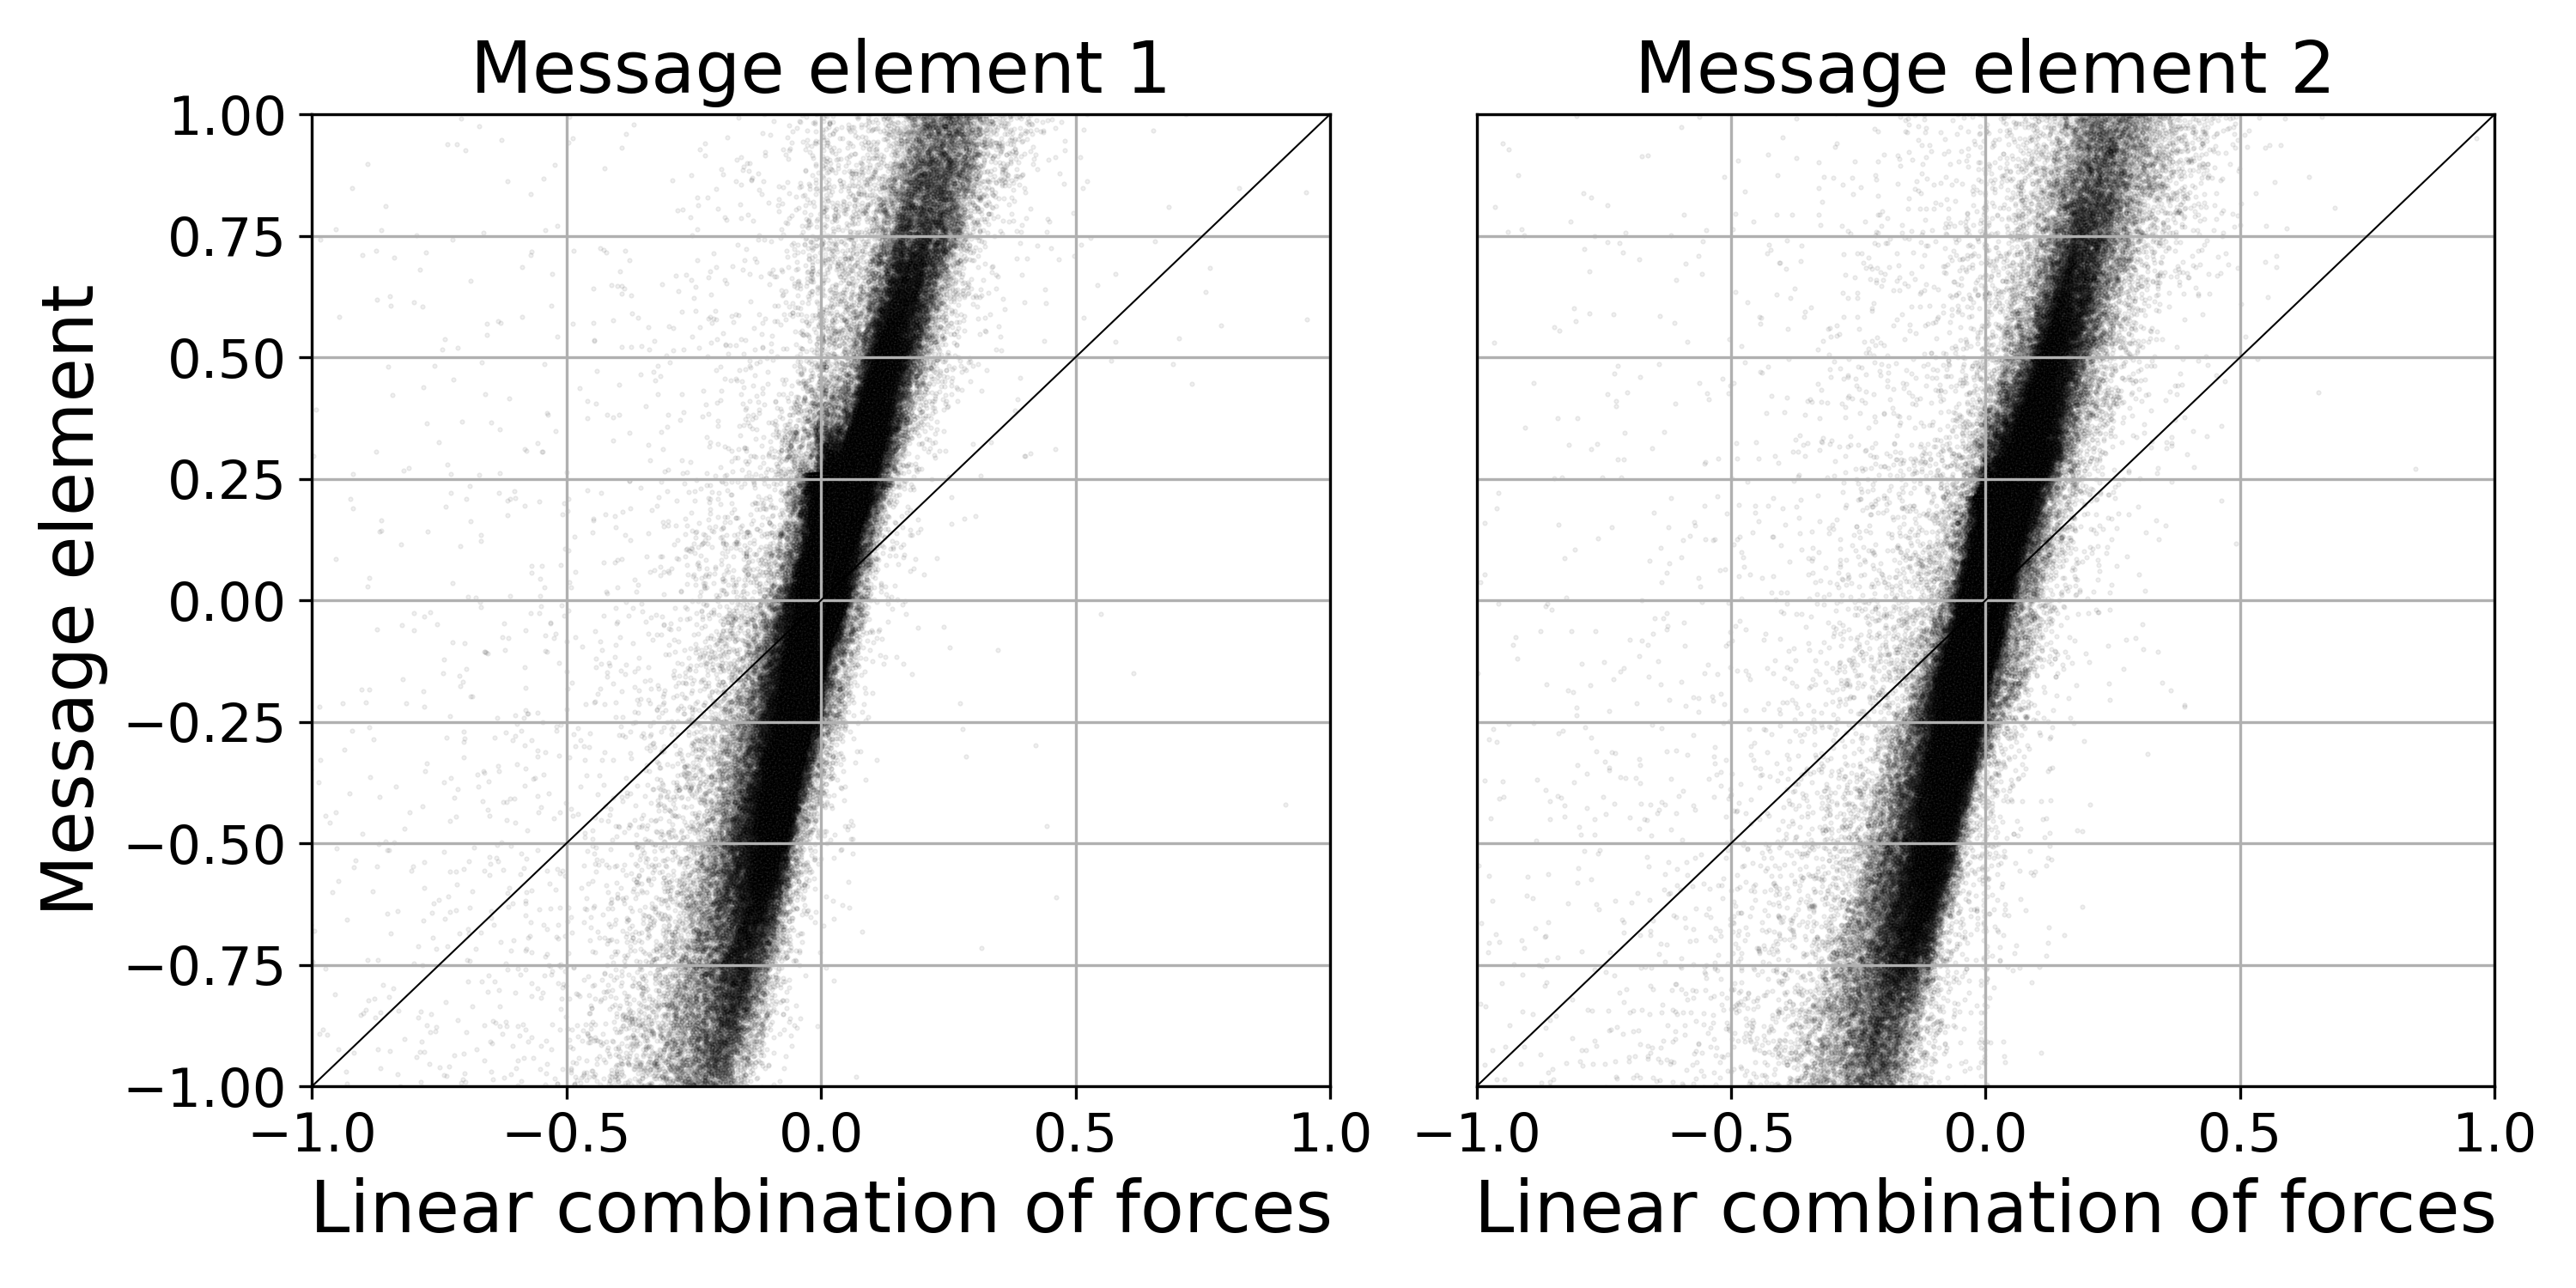 Message element 1
Message element 2
Message element
1.00
0.75
0.50
0.25
0.00
−0.25
−0.50
−0.75
−1.00
−1.0 −0.5 0.0 0.5 1.0
−1.0 −0.5 0.0 0.5 1.0
Linear combination of forces
Linear combination of forces